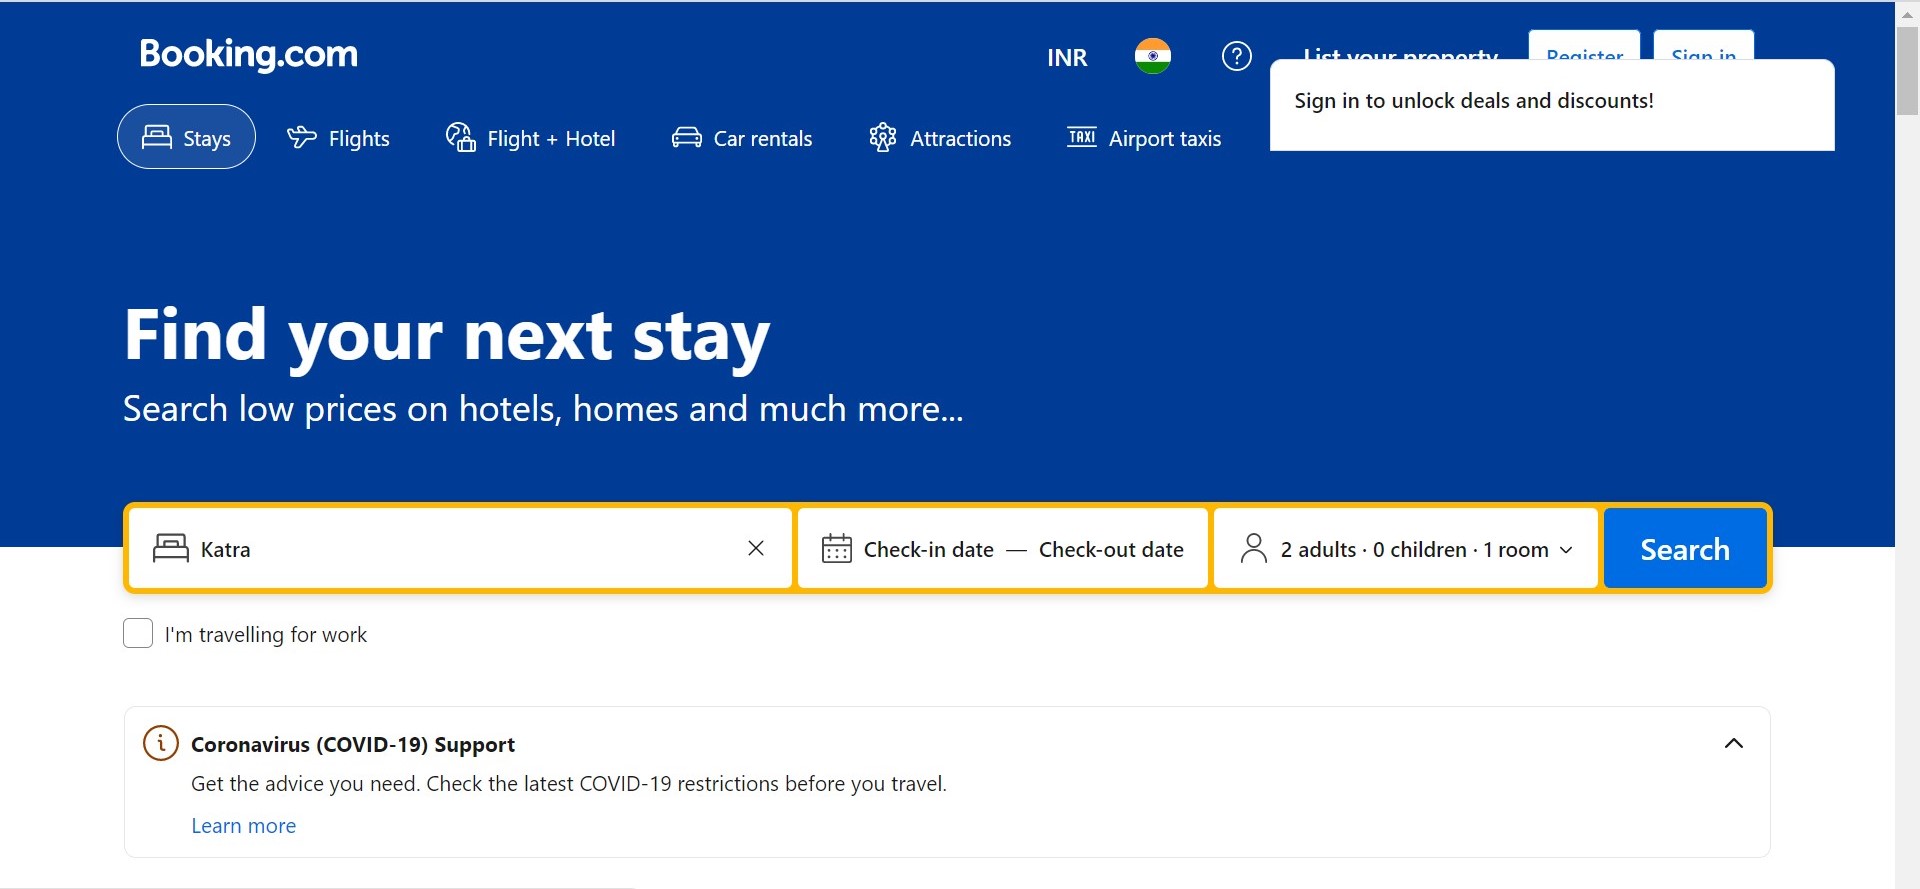 Booking.com
INR
List your property
Register
Sign in
Sign in to unlock deals and discounts!
Stays
Flights
Flight + Hotel
Car rentals
Attractions
TAXI
Airport taxis
Find your next stay
Search low prices on hotels, homes and much more...
Katra
Check-in date — Check-out date
2 adults · 0 children · 1 room
Search
I'm travelling for work
Coronavirus (COVID-19) Support
Get the advice you need. Check the latest COVID-19 restrictions before you travel.
Learn more